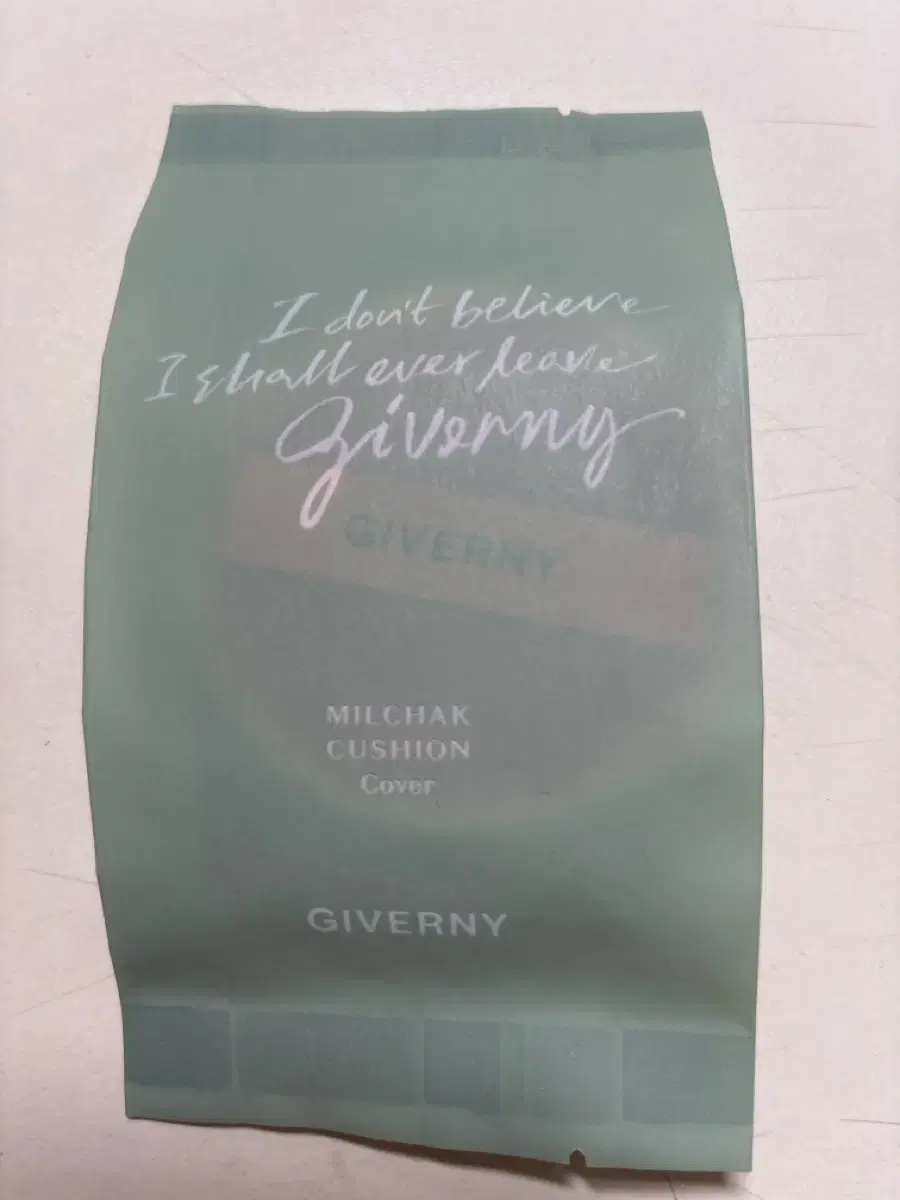 I don't believe
I shall ever leave
Giverny
GIVERNY
MILCHAK
CUSHION
Cover
GIVERNY